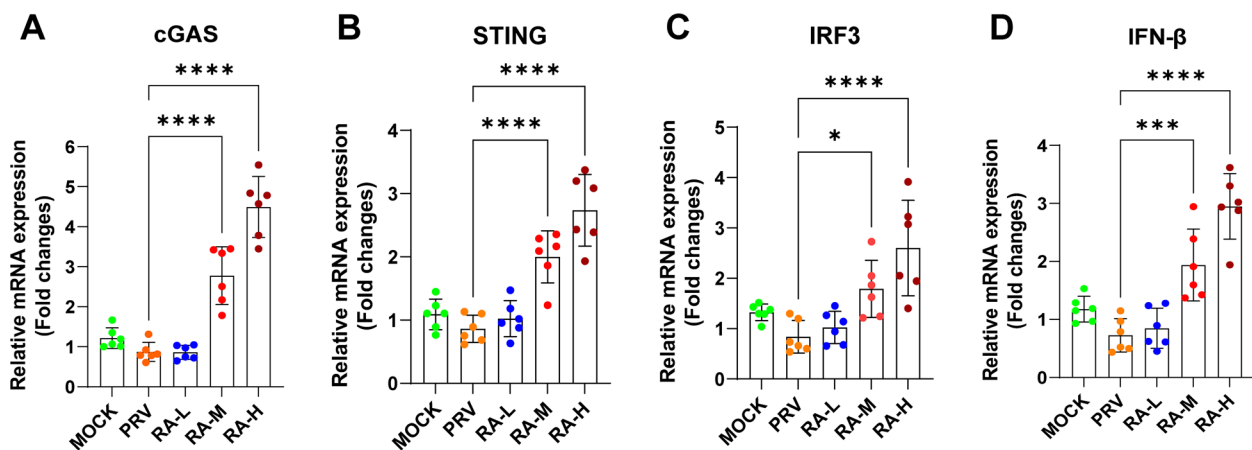 A
cGAS
****
****
Relative mRNA expression
(Fold changes)
6
5
4
3
2
1
0
MOCK
PRV
RA-L
RA-M
RA-H
B
STING
****
****
Relative mRNA expression
(Fold changes)
4
3
2
1
0
MOCK
PRV
RA-L
RA-M
RA-H
C
IRF3
****
*
Relative mRNA expression
(Fold changes)
5
4
3
2
1
0
MOCK
PRV
RA-L
RA-M
RA-H
D
IFN-β
****
***
Relative mRNA expression
(Fold changes)
4
3
2
1
0
MOCK
PRV
RA-L
RA-M
RA-H